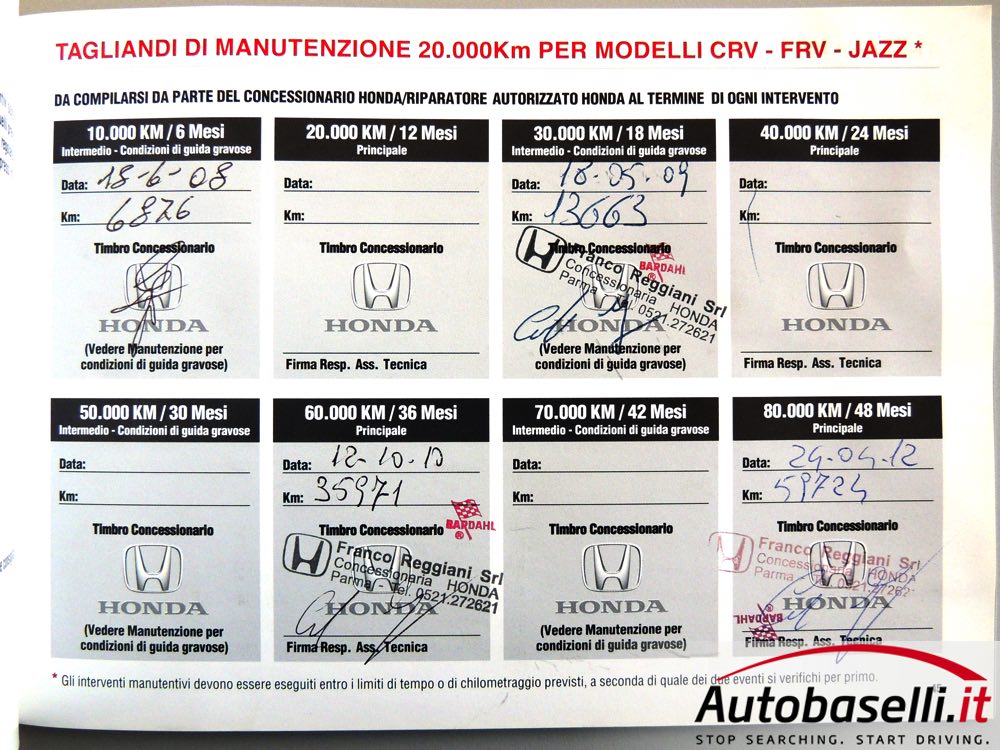 TAGLIANDI DI MANUTENZIONE 20.000Km PER MODELLI CRV - FRV - JAZZ *
DA COMPILARSI DA PARTE DEL CONCESSIONARIO HONDA/RIPARATORE AUTORIZZATO HONDA AL TERMINE DI OGNI INTERVENTO
10.000 KM / 6 Mesi
Intermedio - Condizioni di guida gravose
Data: 18-6-08
Km: 6826
Timbro Concessionario
HONDA
(Vedere Manutenzione per
condizioni di guida gravose)
20.000 KM / 12 Mesi
Principale
Data:
Km:
Timbro Concessionario
HONDA
Firma Resp. Ass. Tecnica
30.000 KM / 18 Mesi
Intermedio - Condizioni di guida gravose
Data: 18-05-09
Km: 13663
Timbro Concessionario
BARDAHL
Franco Reggiani Srl
Concessionaria HONDA
Parma - Tel. 0521.272621
HONDA
(Vedere Manutenzione per
condizioni di guida gravose)
40.000 KM / 24 Mesi
Principale
Data:
Km:
Timbro Concessionario
HONDA
Firma Resp. Ass. Tecnica
50.000 KM / 30 Mesi
Intermedio - Condizioni di guida gravose
Data:
Km:
Timbro Concessionario
HONDA
(Vedere Manutenzione per
condizioni di guida gravose)
60.000 KM / 36 Mesi
Principale
Data: 12-10-10
Km: 35971
Timbro Concessionario
BARDAHL
®
Franco Reggiani Srl
Concessionaria HONDA
Parma - Tel. 0521.272621
HONDA
Firma Resp. Ass. Tecnica
70.000 KM / 42 Mesi
Intermedio - Condizioni di guida gravose
Data:
Km:
Timbro Concessionario
HONDA
(Vedere Manutenzione per
condizioni di guida gravose)
80.000 KM / 48 Mesi
Principale
Data: 24-04-12
Km: 59724
Timbro Concessionario
Franco Reggiani Srl
Concessionaria HONDA
Parma - Tel. 0521.27262
HONDA
BARDAHL
®
Firma Resp. Ass. Tecnica
* Gli interventi manutentivi devono essere eseguiti entro i limiti di tempo o di chilometraggio previsti, a seconda di quale dei due eventi si verifichi per primo.
Autobaselli.it
STOP SEARCHING. START DRIVING.